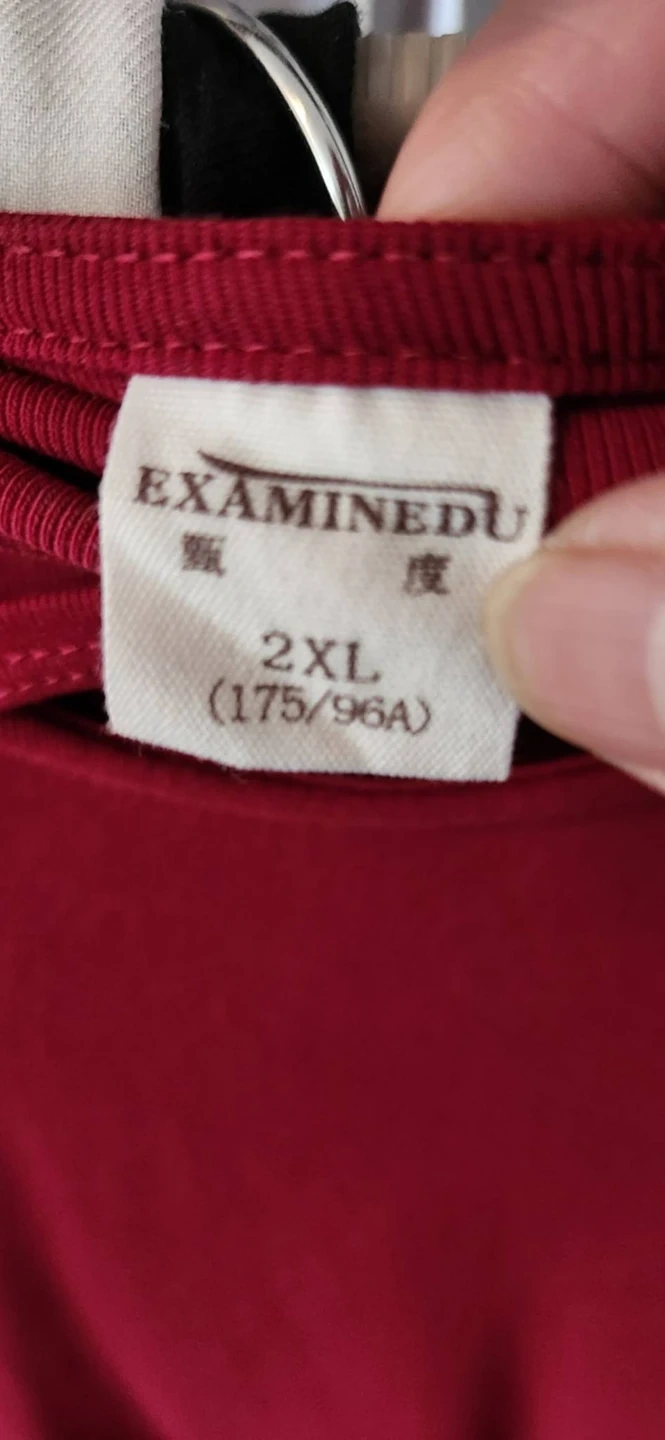 EXAMINEDU
甄 度
2XL
(175/96A)